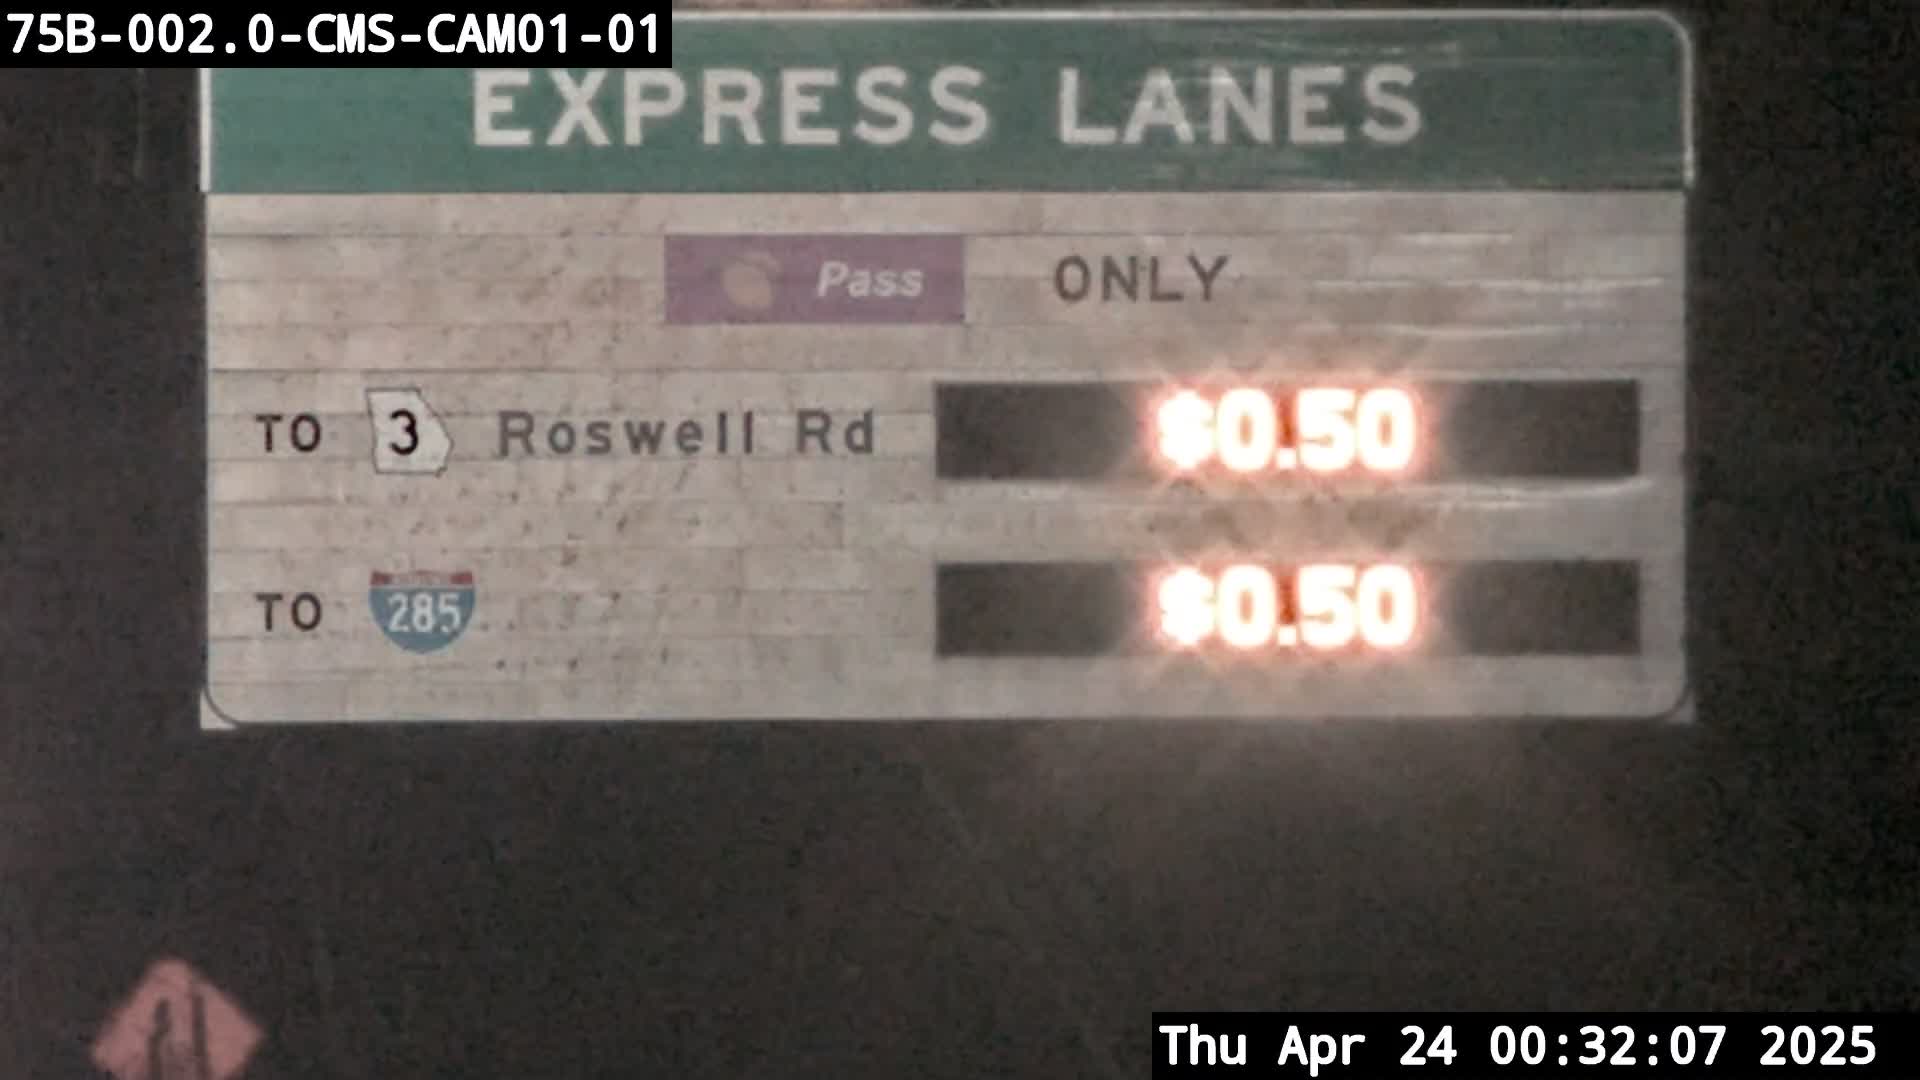 75B-002.0-CMS-CAM01-01
EXPRESS LANES
Pass ONLY
TO 3 Roswell Rd $0.50
TO 285 $0.50
Thu Apr 24 00:32:07 2025